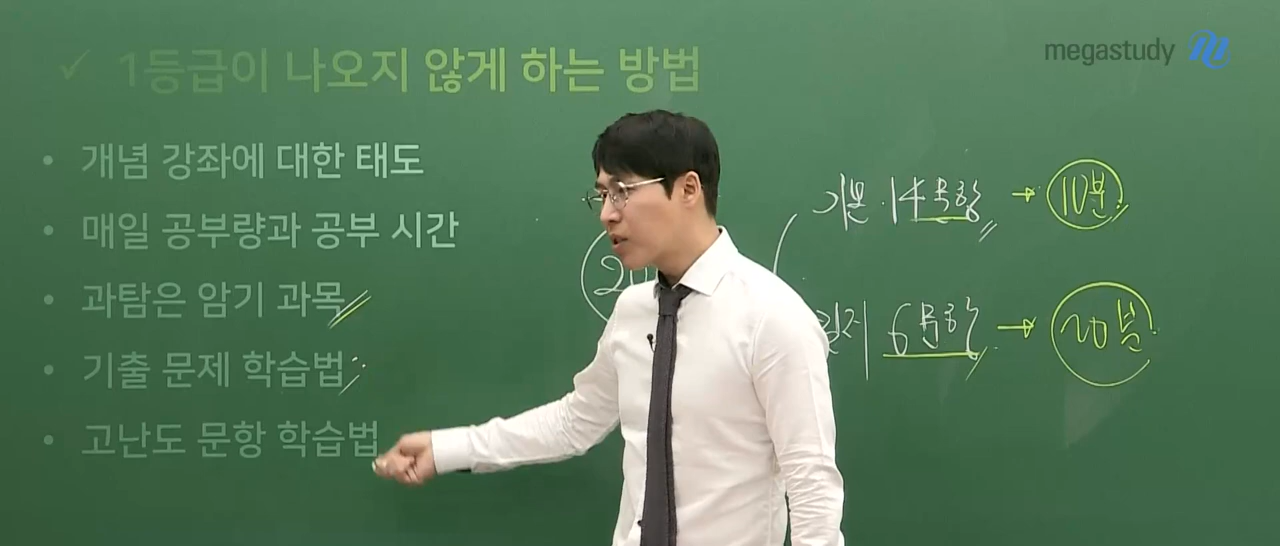 megastudy
✓ 1등급이 나오지 않게 하는 방법
• 개념 강좌에 대한 태도
• 매일 공부량과 공부 시간
• 과탐은 암기 과목
• 기출 문제 학습법
• 고난도 문항 학습법
기본 14문항 → 10분
6문항 → 20분